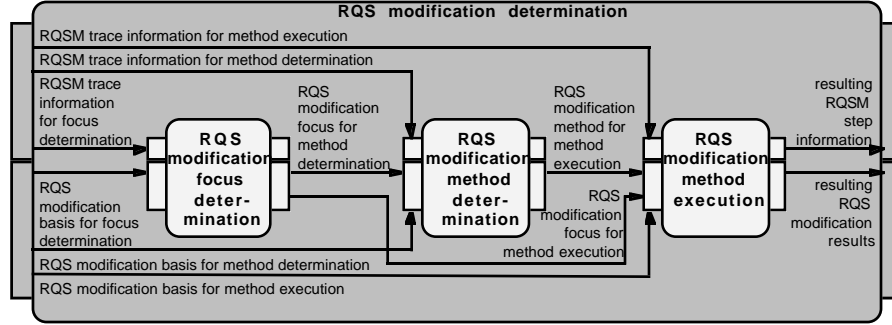 RQS modification determination
RQSM trace information for method execution
RQSM trace information for method determination
RQSM trace
information
for focus
determination
RQS
modification
focus for
method
determination
RQS
modification
method for
method
execution
resulting
RQSM
step
information
RQS
modification
focus
deter-
mination
RQS
modification
method
deter-
mination
RQS
modification
method
execution
RQS
modification
basis for focus
determination
RQS
modification
focus for
method execution
resulting
RQS
modification
results
RQS modification basis for method determination
RQS modification basis for method execution